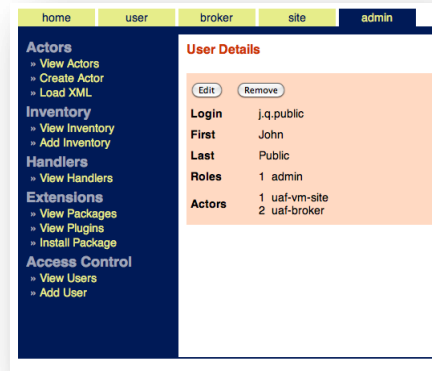 home user broker site admin
Actors
» View Actors
» Create Actor
» Load XML
Inventory
» View Inventory
» Add Inventory
Handlers
» View Handlers
Extensions
» View Packages
» View Plugins
» Install Package
Access Control
» View Users
» Add User
User Details
Edit Remove
Login j.q.public
First John
Last Public
Roles 1 admin
Actors 1 uaf-vm-site
2 uaf-broker